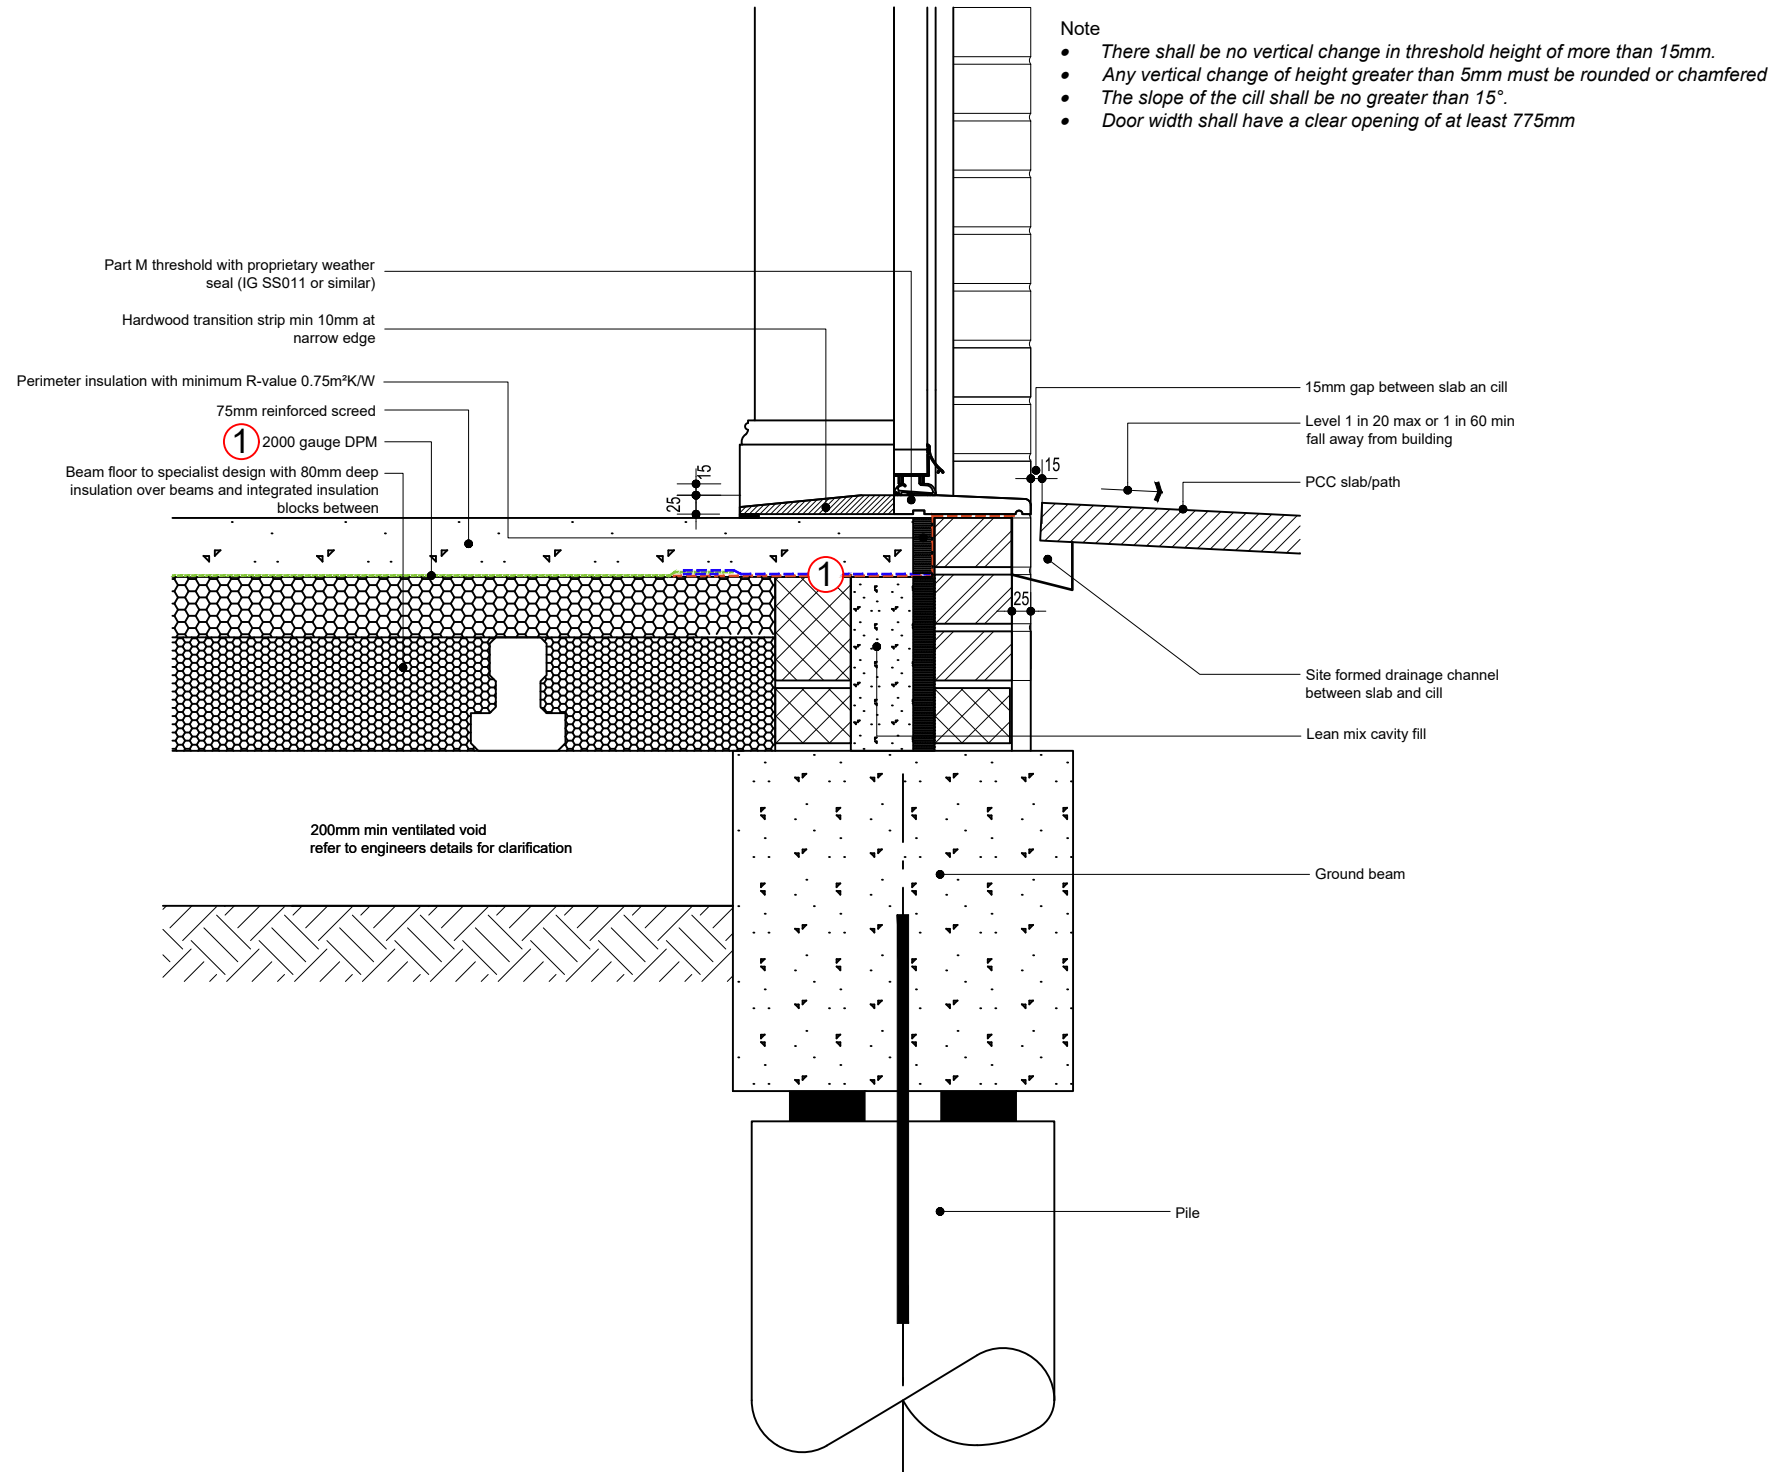 Note
• There shall be no vertical change in threshold height of more than 15mm.
• Any vertical change of height greater than 5mm must be rounded or chamfered
• The slope of the cill shall be no greater than 15°.
• Door width shall have a clear opening of at least 775mm
Part M threshold with proprietary weather
seal (IG SS011 or similar)
Hardwood transition strip min 10mm at
narrow edge
Perimeter insulation with minimum R-value 0.75m²K/W
75mm reinforced screed
1 2000 gauge DPM
Beam floor to specialist design with 80mm deep
insulation over beams and integrated insulation
blocks between
15
25
1
15mm gap between slab an cill
Level 1 in 20 max or 1 in 60 min
fall away from building
15
PCC slab/path
25
Site formed drainage channel
between slab and cill
Lean mix cavity fill
200mm min ventilated void
refer to engineers details for clarification
Ground beam
Pile